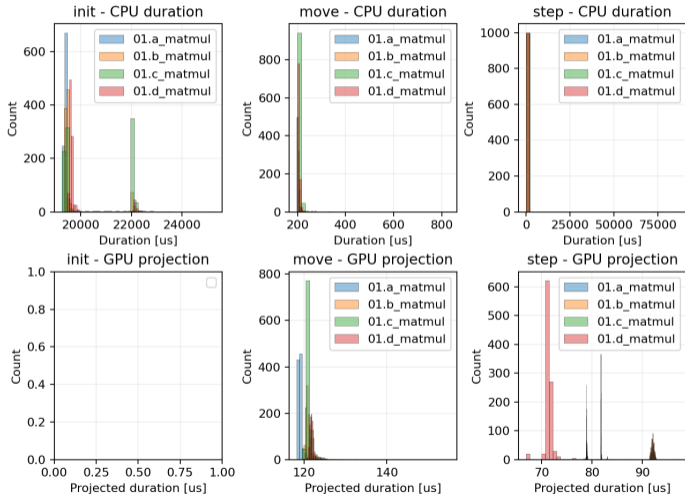 init - CPU duration
600
400
200
0
Count
20000
22000
24000
Duration [us]
01.a_matmul
01.b_matmul
01.c_matmul
01.d_matmul
move - CPU duration
800
600
400
200
0
Count
200
400
600
800
Duration [us]
01.a_matmul
01.b_matmul
01.c_matmul
01.d_matmul
step - CPU duration
1000
800
600
400
200
0
Count
0
25000
50000
75000
Duration [us]
01.a_matmul
01.b_matmul
01.c_matmul
01.d_matmul
init - GPU projection
1.0
0.8
0.6
0.4
0.2
0.0
Count
0.00
0.25
0.50
0.75
1.00
Projected duration [us]
move - GPU projection
800
600
400
200
0
Count
120
140
Projected duration [us]
01.a_matmul
01.b_matmul
01.c_matmul
01.d_matmul
step - GPU projection
600
500
400
300
200
100
0
Count
70
80
90
Projected duration [us]
01.a_matmul
01.b_matmul
01.c_matmul
01.d_matmul